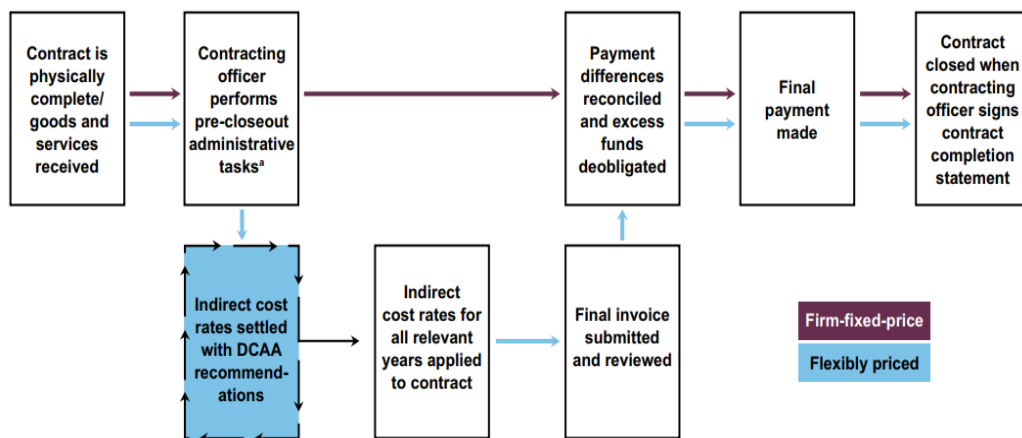 Contract is
physically
complete/
goods and
services
received
Contracting
officer
performs
pre-closeout
administrative
tasksᵃ
Payment
differences
reconciled
and excess
funds
deobligated
Final
payment
made
Contract
closed when
contracting
officer signs
contract
completion
statement
Indirect cost
rates settled
with DCAA
recommend-
ations
Indirect
cost rates for
all relevant
years applied
to contract
Final invoice
submitted
and reviewed
Firm-fixed-price
Flexibly priced